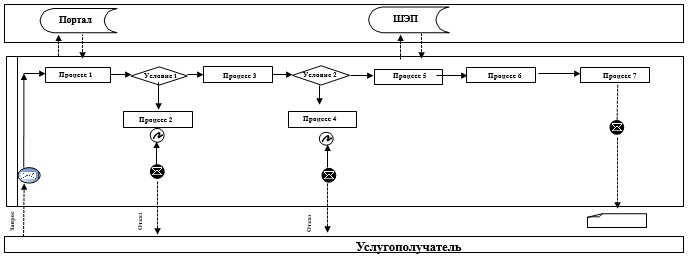 Портал
ШЭП
Процесс 1
Условие 1
Процесс 3
Условие 2
Процесс 5
Процесс 6
Процесс 7
Процесс 2
Процесс 4
Запрос
Отказ
Отказ
Услугополучатель